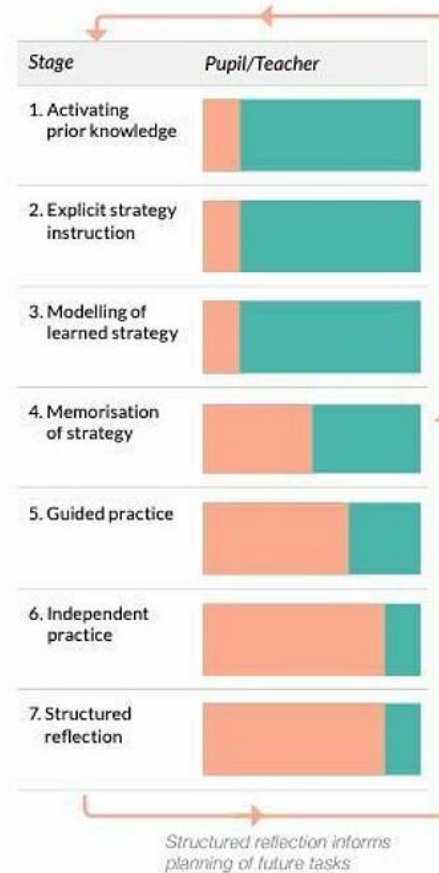 Stage Pupil/Teacher
1. Activating
prior knowledge
2. Explicit strategy
instruction
3. Modelling of
learned strategy
4. Memorisation
of strategy
5. Guided practice
6. Independent
practice
7. Structured
reflection
Structured reflection informs
planning of future tasks